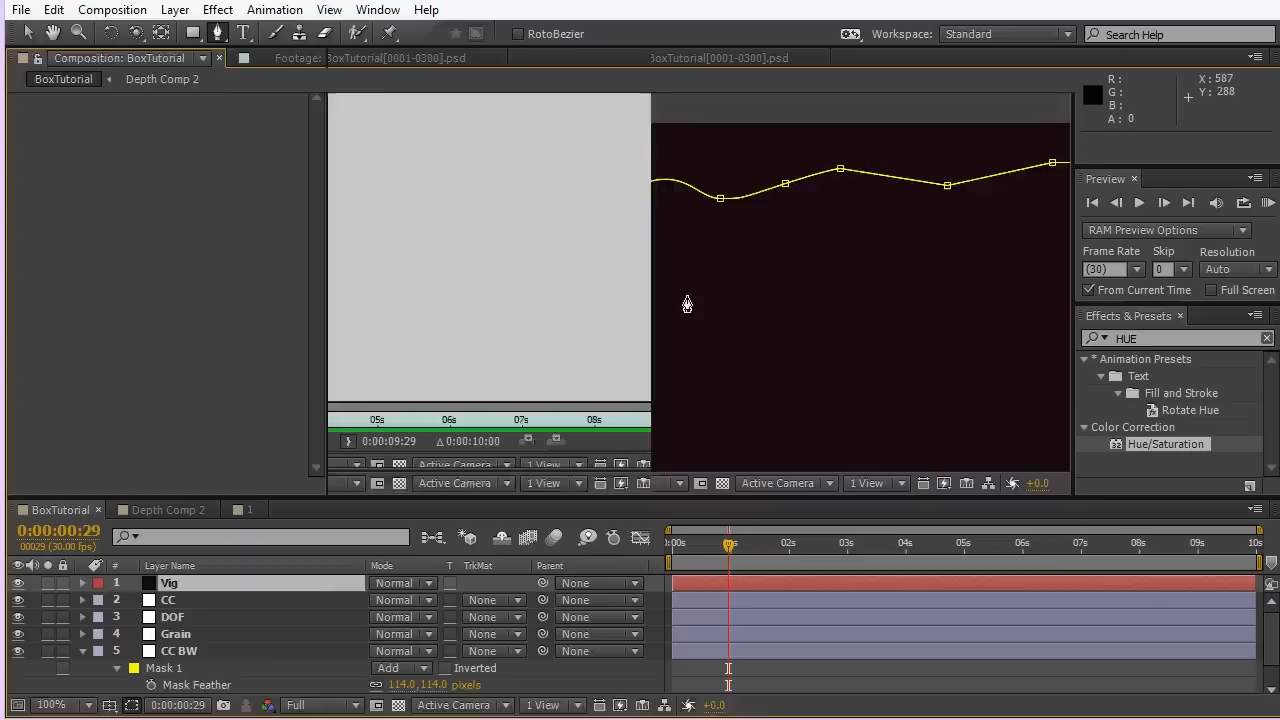 File Edit Composition Layer Effect Animation View Window Help
RotoBezier Workspace: Standard Search Help
Composition: BoxTutorial Footage: BoxTutorial[0001-0300].psd BoxTutorial[0001-0300].psd
BoxTutorial Depth Comp 2
R: X: 587
G: Y: 288
B:
A: 0
Preview
RAM Preview Options
Frame Rate Skip Resolution
(30) 0 Auto
From Current Time Full Screen
Effects & Presets
HUE
* Animation Presets
Text
Fill and Stroke
Rotate Hue
Color Correction
Hue/Saturation
05s 06s 07s 08s
0:00:09:29 Δ 0:00:10:00
Active Camera 1 View
Active Camera 1 View Active Camera 1 View +0.0
BoxTutorial Depth Comp 2 1
0:00:00:29
00029 (30.00 fps)
:00s 02s 03s 04s 05s 06s 07s 08s 09s 10s
# Layer Name Mode T TrkMat Parent
1 Vig Normal None
2 CC Normal None None
3 DOF Normal None None
4 Grain Normal None None
5 CC BW Normal None None
Mask 1 Add Inverted
Mask Feather 114.0,114.0 pixels
100% 0:00:00:29 Full Active Camera 1 View +0.0